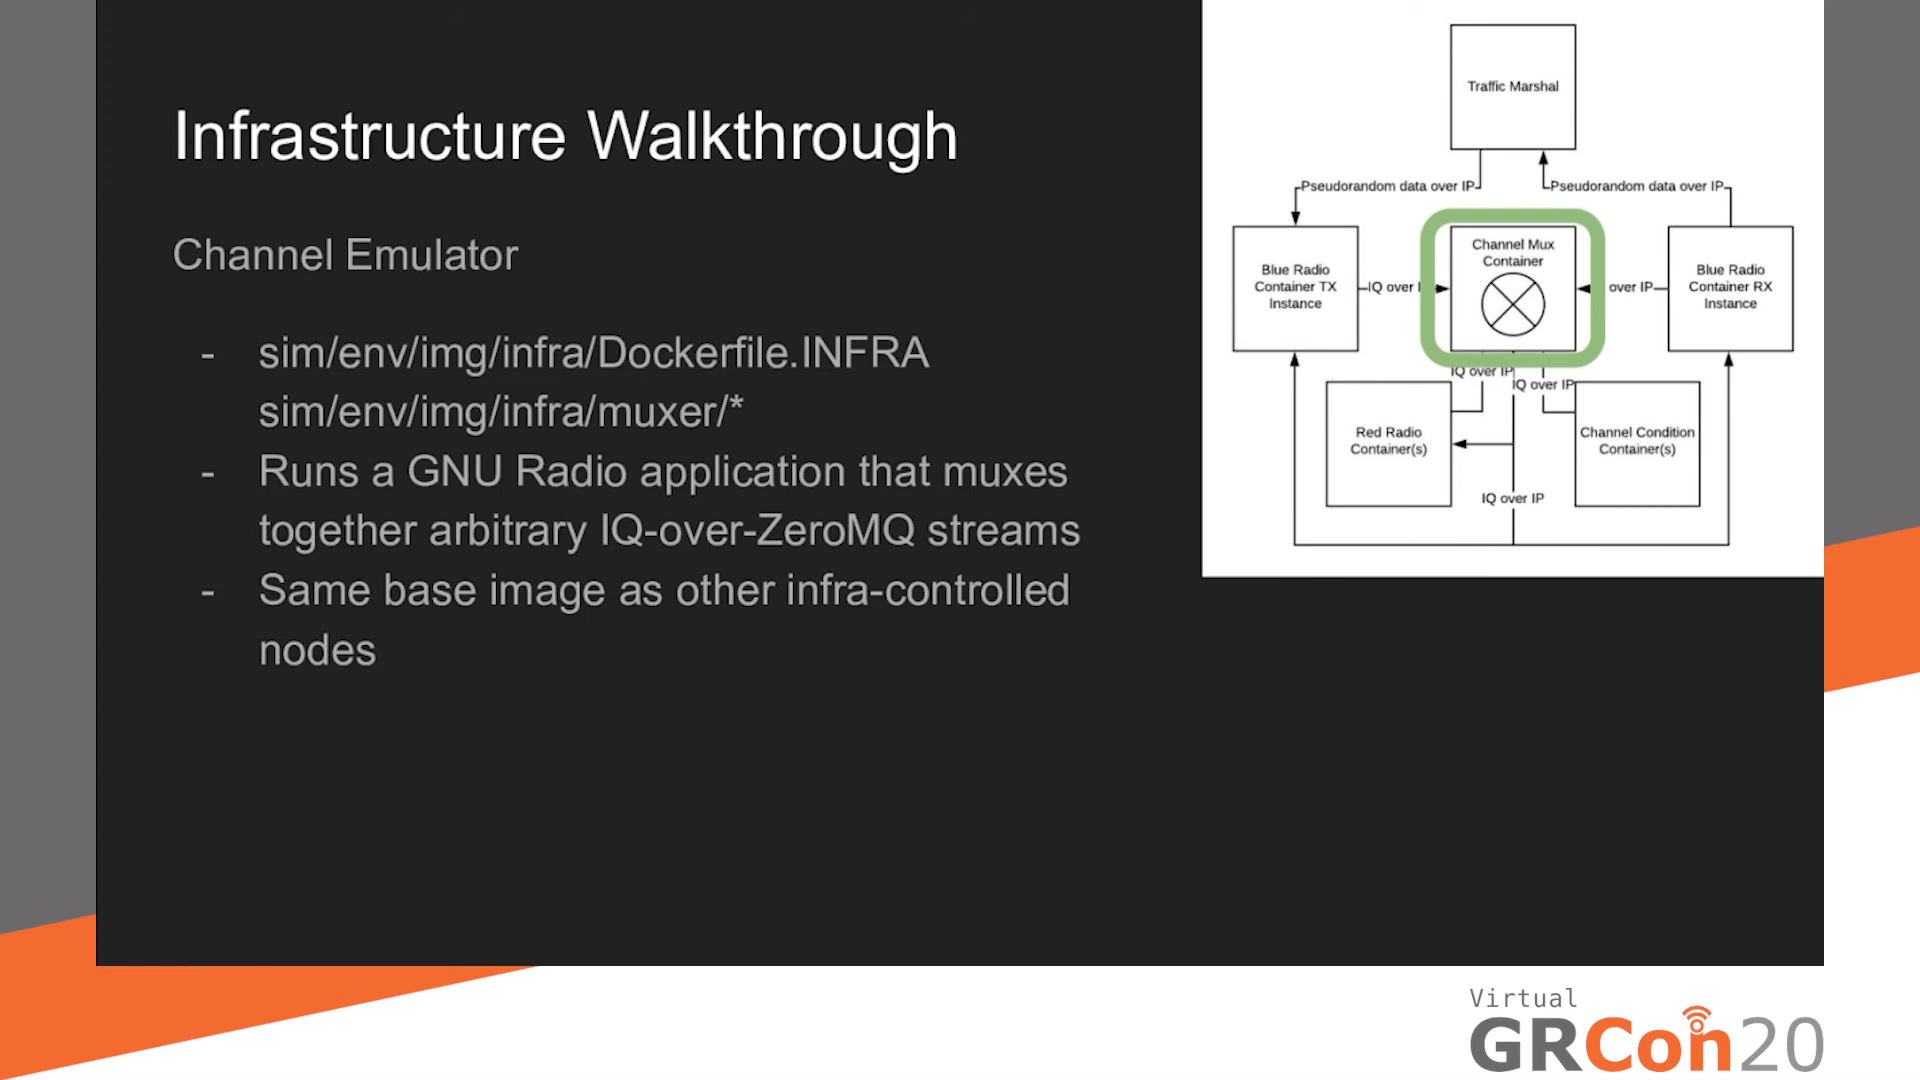 Infrastructure Walkthrough
Channel Emulator
- sim/env/img/infra/Dockerfile.INFRA
sim/env/img/infra/muxer/*
- Runs a GNU Radio application that muxes
together arbitrary IQ-over-ZeroMQ streams
- Same base image as other infra-controlled
nodes
Traffic Marshal
Pseudorandom data over IP
Pseudorandom data over IP
Blue Radio
Container TX
Instance
IQ over
Channel Mux
Container
over IP
Blue Radio
Container RX
Instance
IQ over IP
IQ over IP
Red Radio
Container(s)
Channel Condition
Container(s)
IQ over IP
Virtual
GRCon20